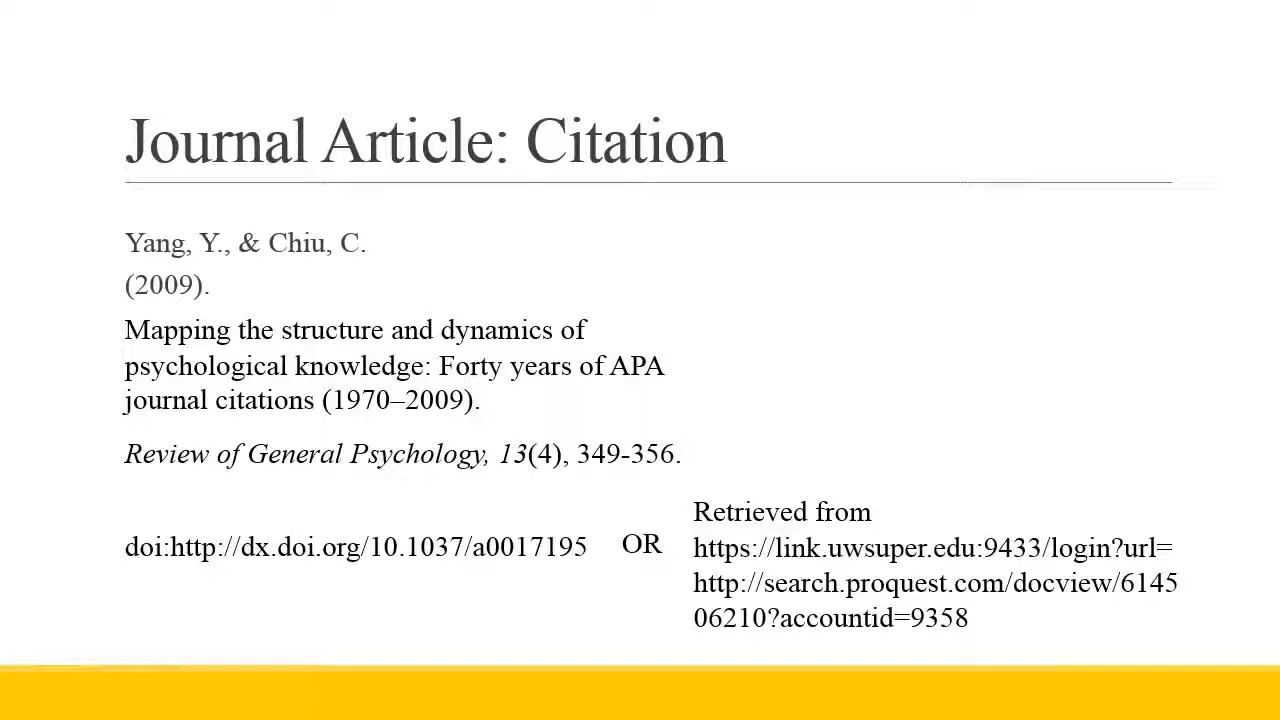 Journal Article: Citation
Yang, Y., & Chiu, C.
(2009).
Mapping the structure and dynamics of
psychological knowledge: Forty years of APA
journal citations (1970–2009).
Review of General Psychology, 13(4), 349-356.
doi:http://dx.doi.org/10.1037/a0017195
OR
Retrieved from
https://link.uwsuper.edu:9433/login?url=
http://search.proquest.com/docview/6145
06210?accountid=9358